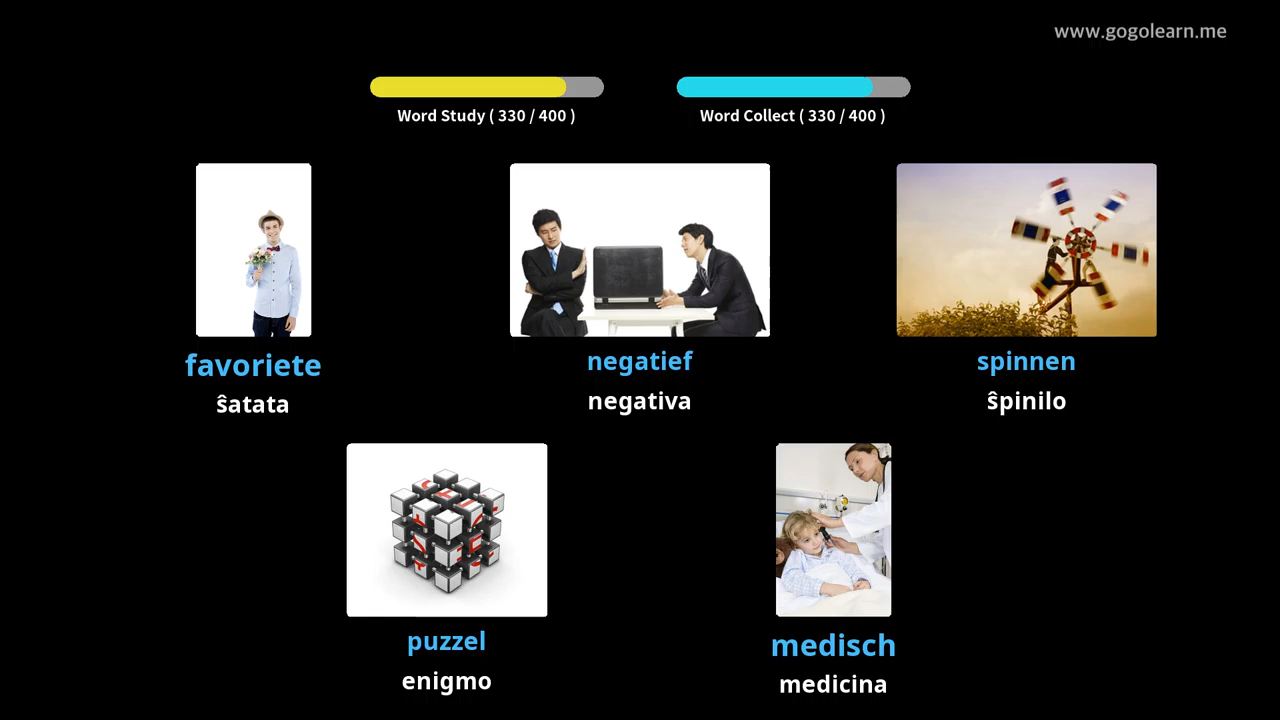 www.gogolearn.me
Word Study ( 330 / 400 )
Word Collect ( 330 / 400 )
favoriete
ŝatata
negatief
negativa
spinnen
ŝpinilo
puzzel
enigmo
medisch
medicina